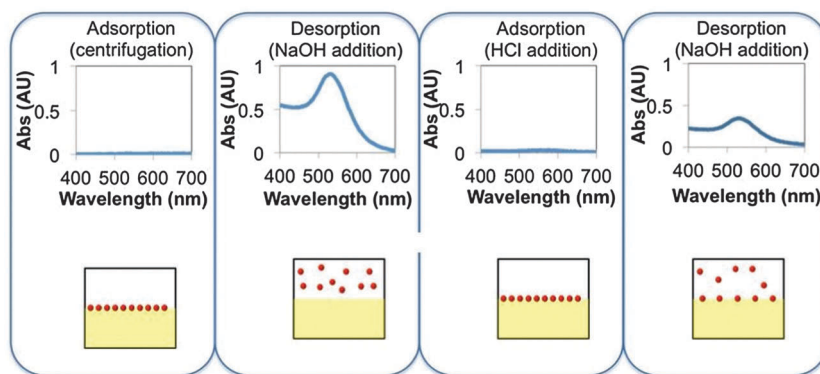 Adsorption
(centrifugation)
1
0.5
0
Abs (AU)
400 500 600 700
Wavelength (nm)
Desorption
(NaOH addition)
1
0.5
0
Abs (AU)
400 500 600 700
Wavelength (nm)
Adsorption
(HCl addition)
1
0.5
0
Abs (AU)
400 500 600 700
Wavelength (nm)
Desorption
(NaOH addition)
1
0.5
0
Abs (AU)
400 500 600 700
Wavelength (nm)